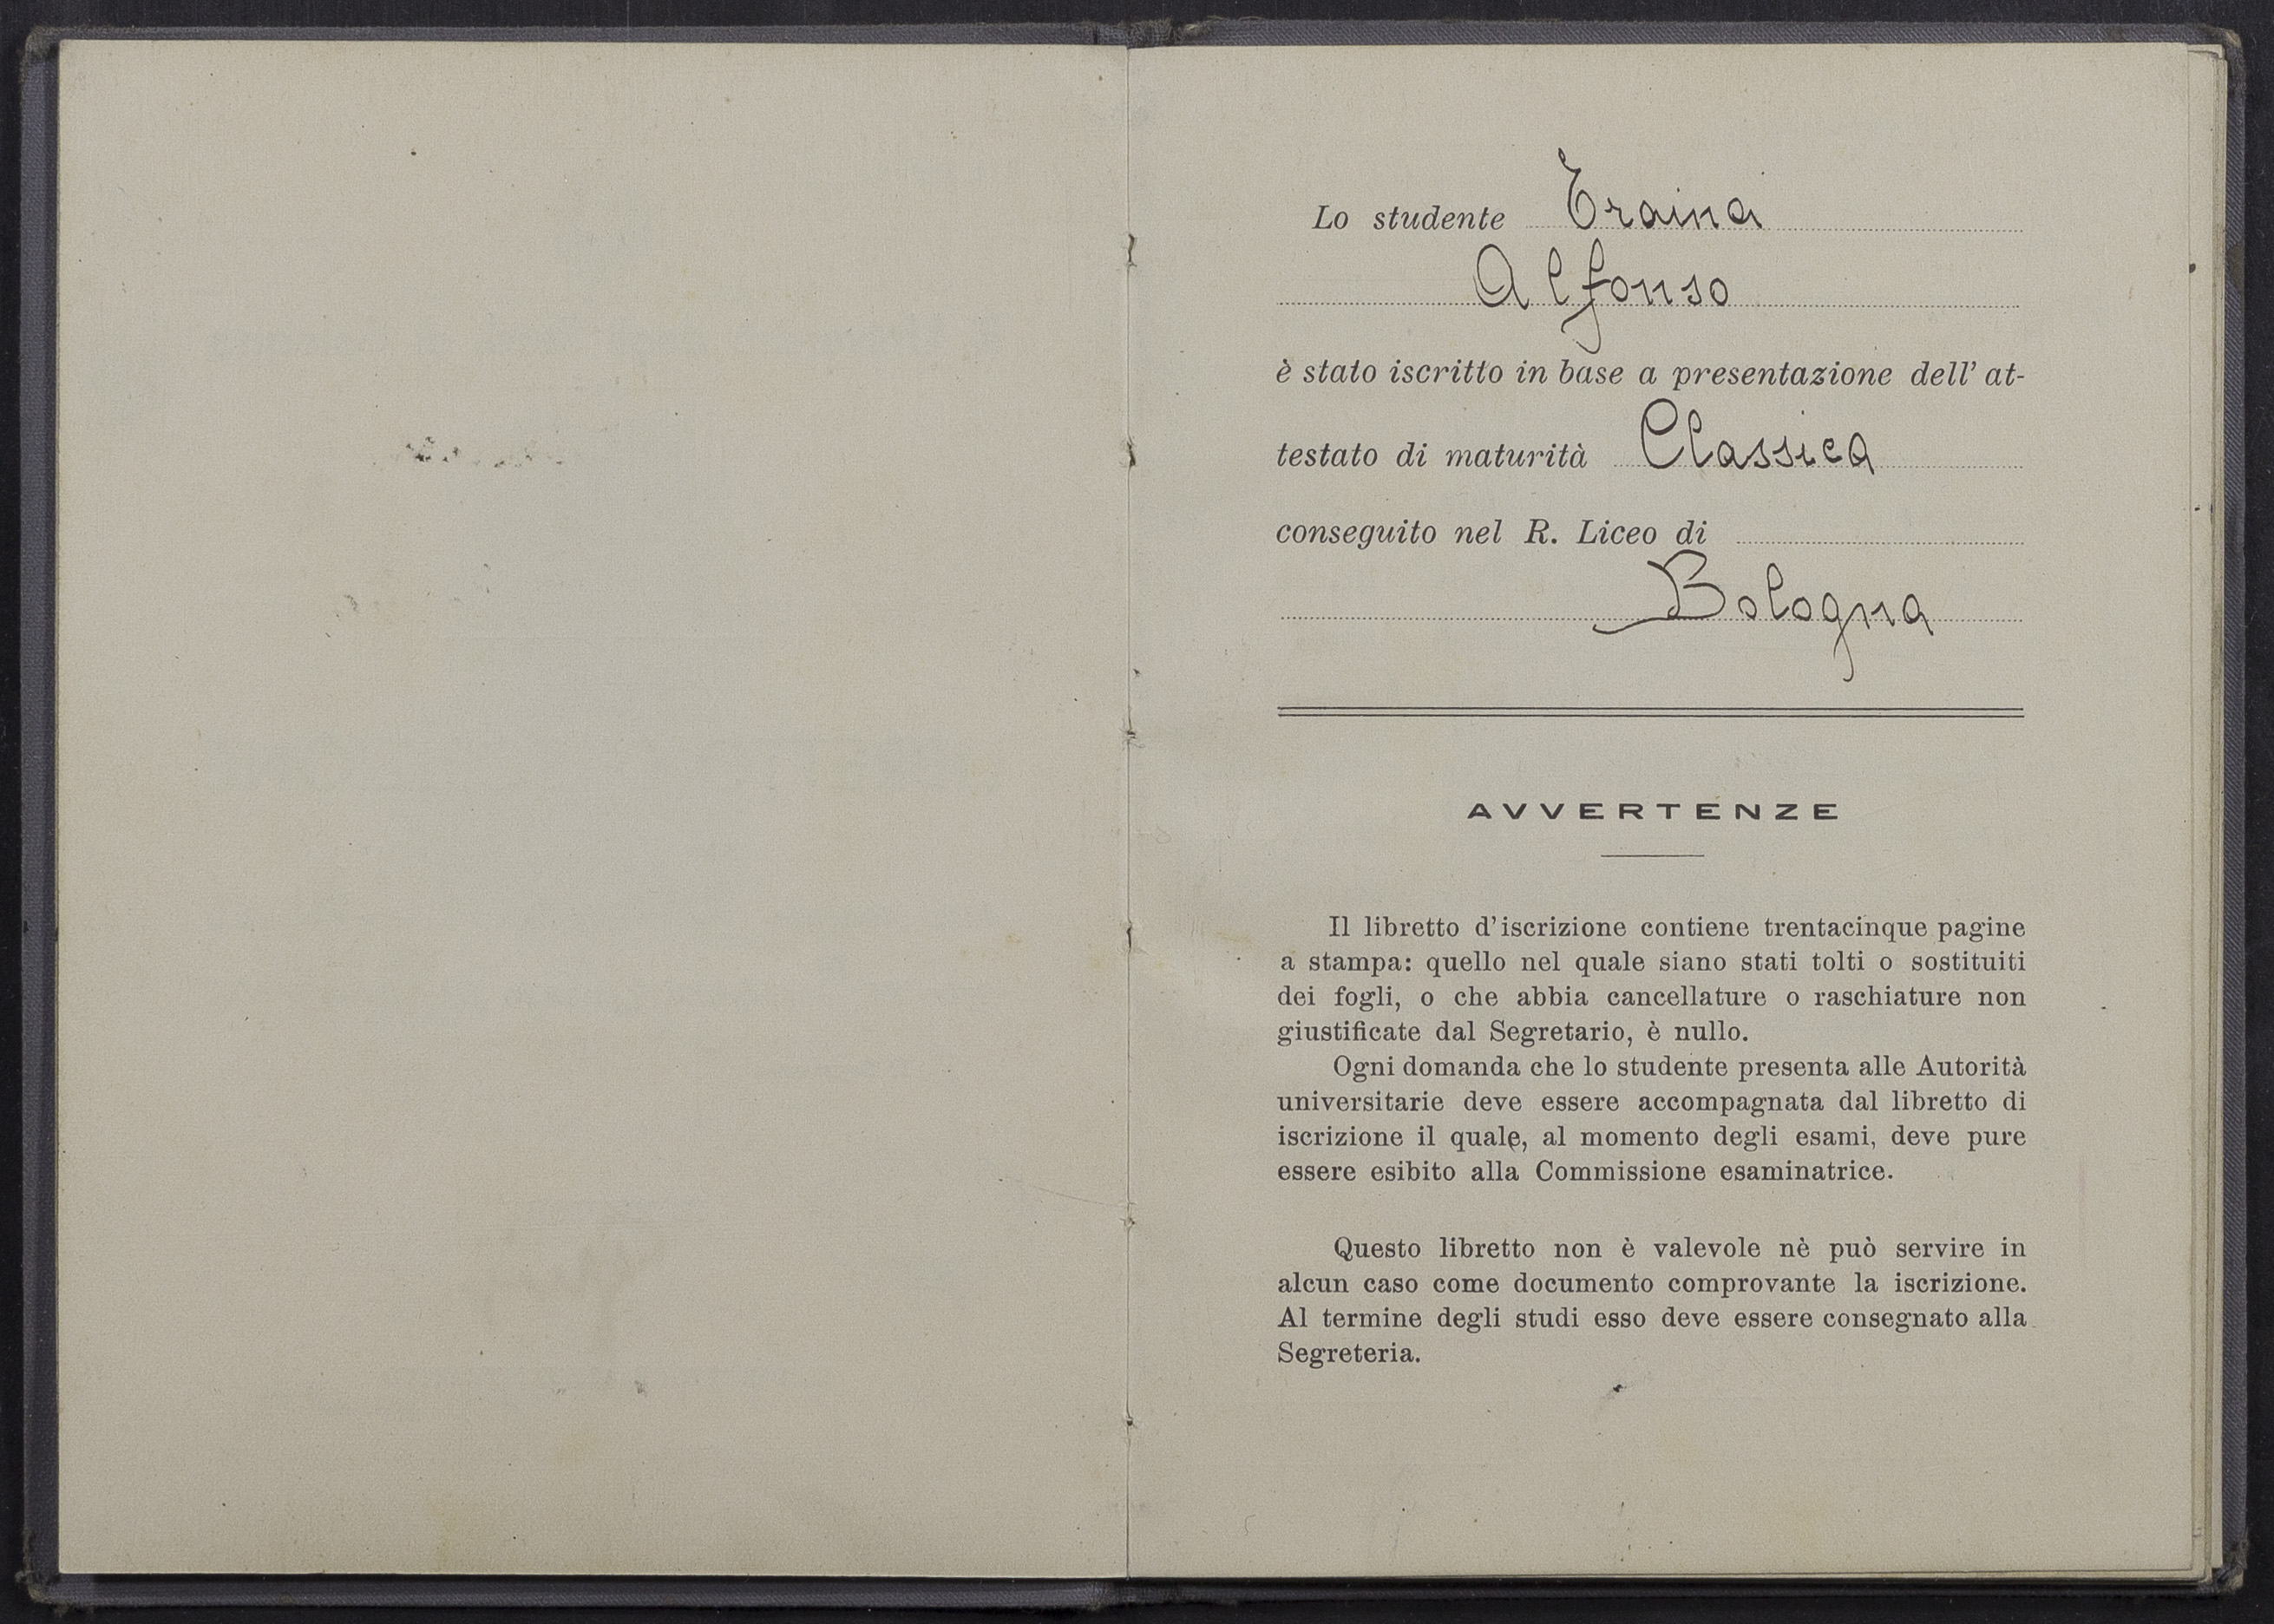 Lo studente Traina
Alfonso
è stato iscritto in base a presentazione dell' at-
testato di maturità Classica
conseguito nel R. Liceo di
Bologna
AVVERTENZE
Il libretto d'iscrizione contiene trentacinque pagine
a stampa: quello nel quale siano stati tolti o sostituiti
dei fogli, o che abbia cancellature o raschiature non
giustificate dal Segretario, è nullo.
Ogni domanda che lo studente presenta alle Autorità
universitarie deve essere accompagnata dal libretto di
iscrizione il quale, al momento degli esami, deve pure
essere esibito alla Commissione esaminatrice.
Questo libretto non è valevole nè può servire in
alcun caso come documento comprovante la iscrizione.
Al termine degli studi esso deve essere consegnato alla
Segreteria.